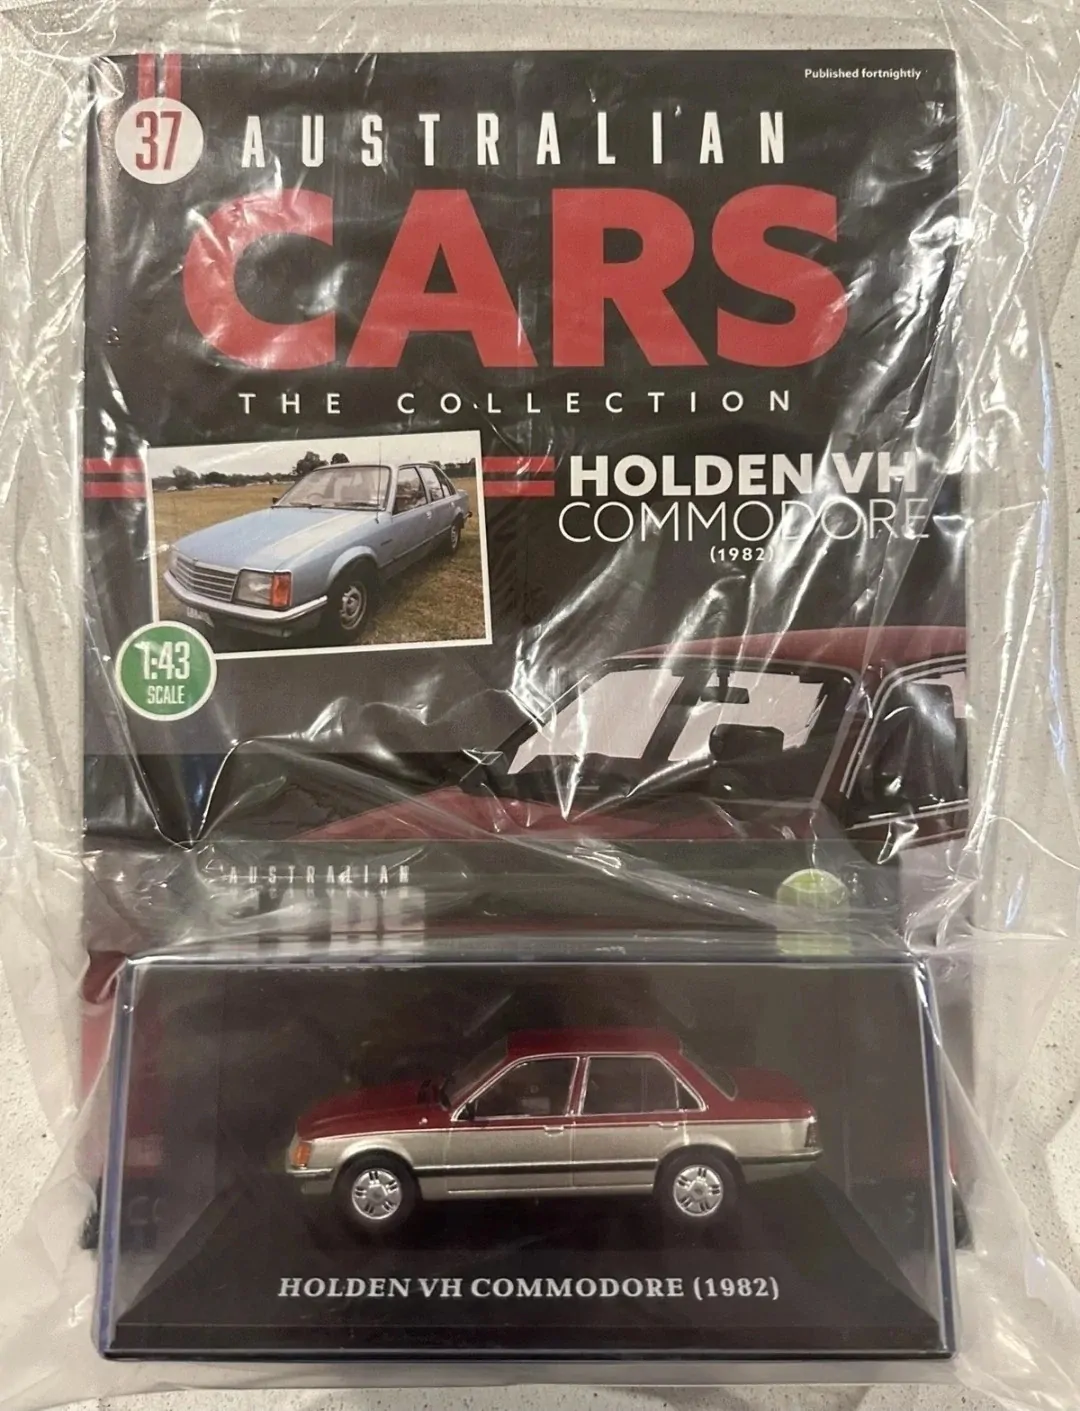 Published fortnightly
37
AUSTRALIAN
CARS
THE COLLECTION
HOLDEN VH
COMMODORE
(1982)
1:43
SCALE
AUSTRALIAN
CARS
HOLDEN VH COMMODORE (1982)